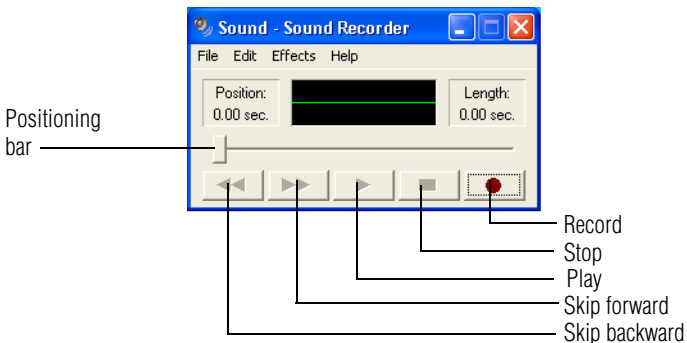 Sound - Sound Recorder
File Edit Effects Help
Position:
0.00 sec.
Length:
0.00 sec.
Positioning
bar
Record
Stop
Play
Skip forward
Skip backward